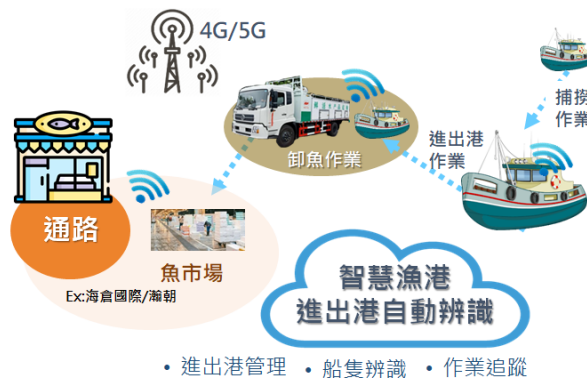 4G/5G
捕撈
作業
進出港
作業
卸魚作業
通路
魚市場
Ex:海倉國際/瀚朝
智慧漁港
進出港自動辨識
• 進出港管理 • 船隻辨識 • 作業追蹤